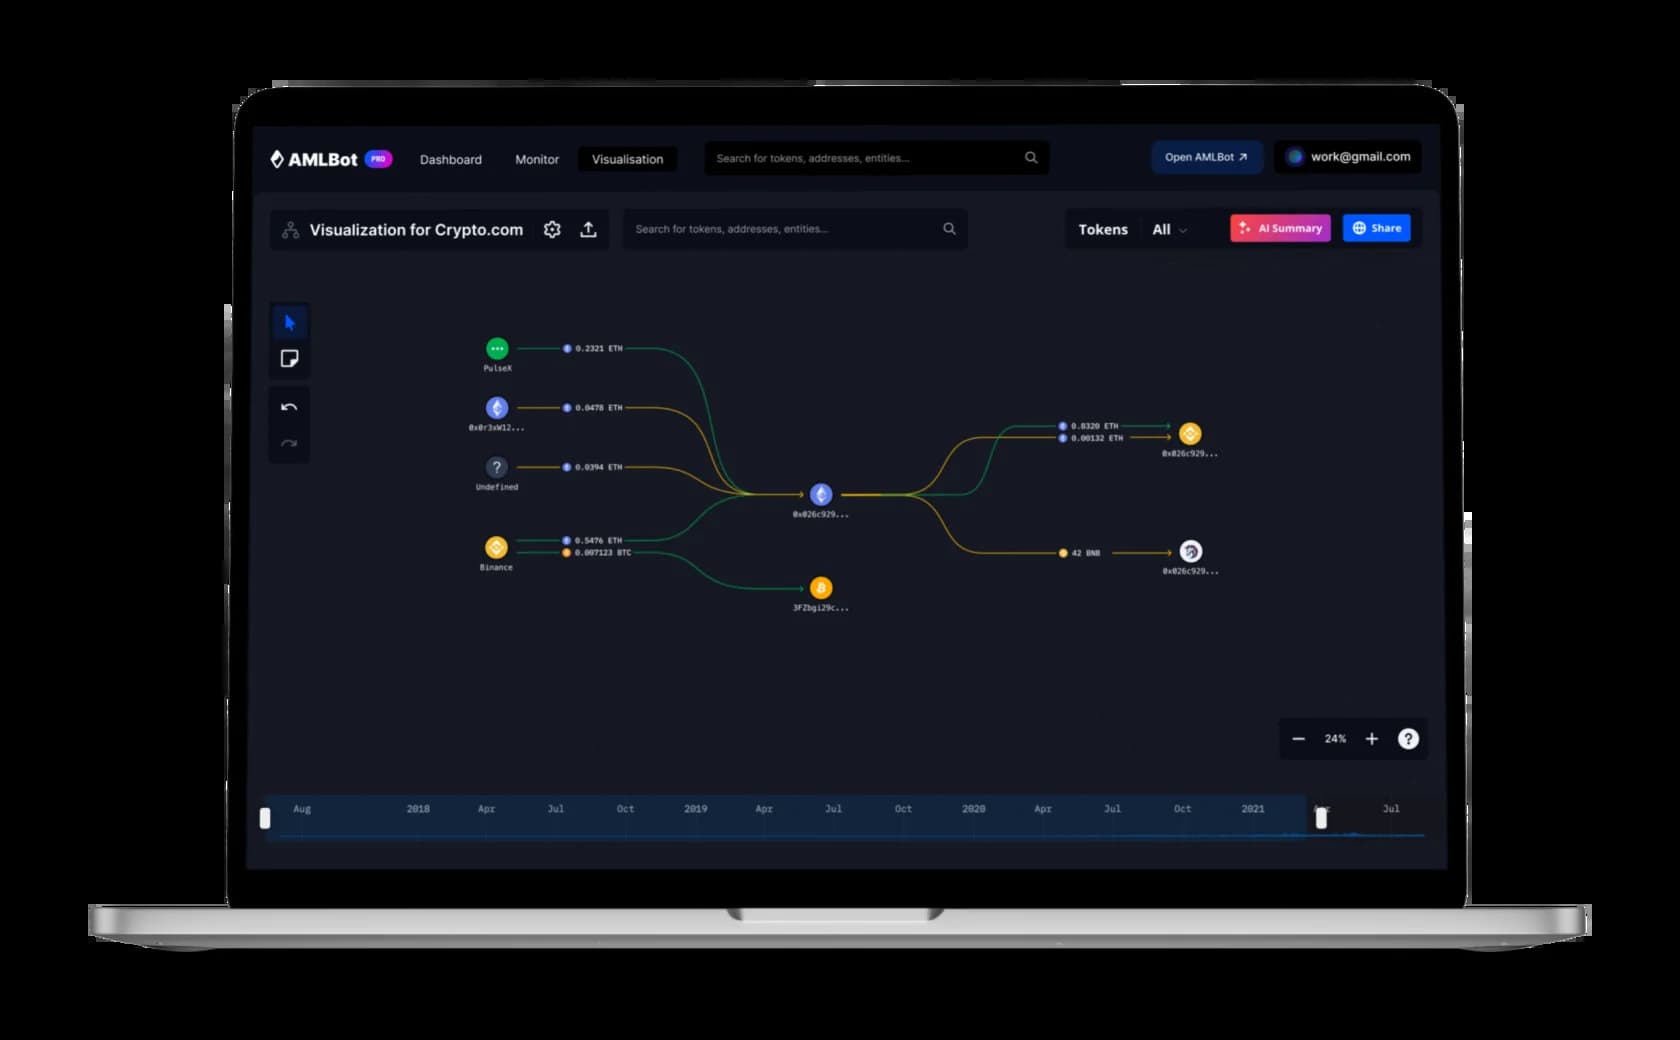 AMLBot PRO Dashboard Monitor Visualisation Search for tokens, addresses, entities... Open AMLBot work@gmail.com
Visualization for Crypto.com Search for tokens, addresses, entities... Tokens All AI Summary Share
0.2321 ETH
PulseX
0.0478 ETH
0x0r3xW12...
0.0394 ETH
Undefined
0.5476 ETH
0.007123 BTC
Binance
0x026c929...
3FZbgi29c...
0.8320 ETH
0.00132 ETH
0x026c929...
42 BNB
0x026c929...
24%
Aug 2018 Apr Jul Oct 2019 Apr Jul Oct 2020 Apr Jul Oct 2021 Apr Jul